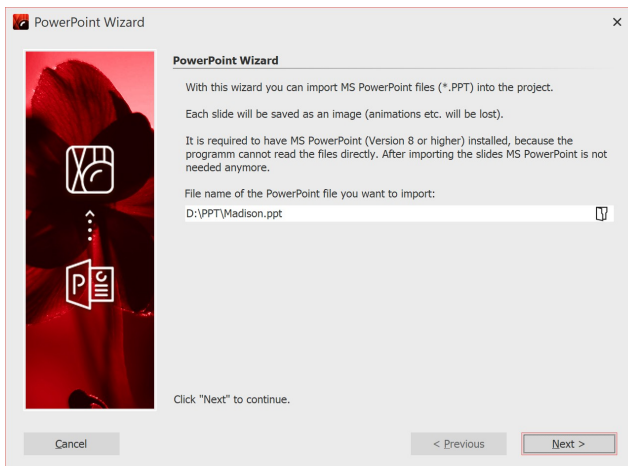 PowerPoint Wizard
PowerPoint Wizard
With this wizard you can import MS PowerPoint files (*.PPT) into the project.
Each slide will be saved as an image (animations etc. will be lost).
It is required to have MS PowerPoint (Version 8 or higher) installed, because the
programm cannot read the files directly. After importing the slides MS PowerPoint is not
needed anymore.
File name of the PowerPoint file you want to import:
D:\PPT\Madison.ppt
P
Click "Next" to continue.
Cancel
< Previous
Next >